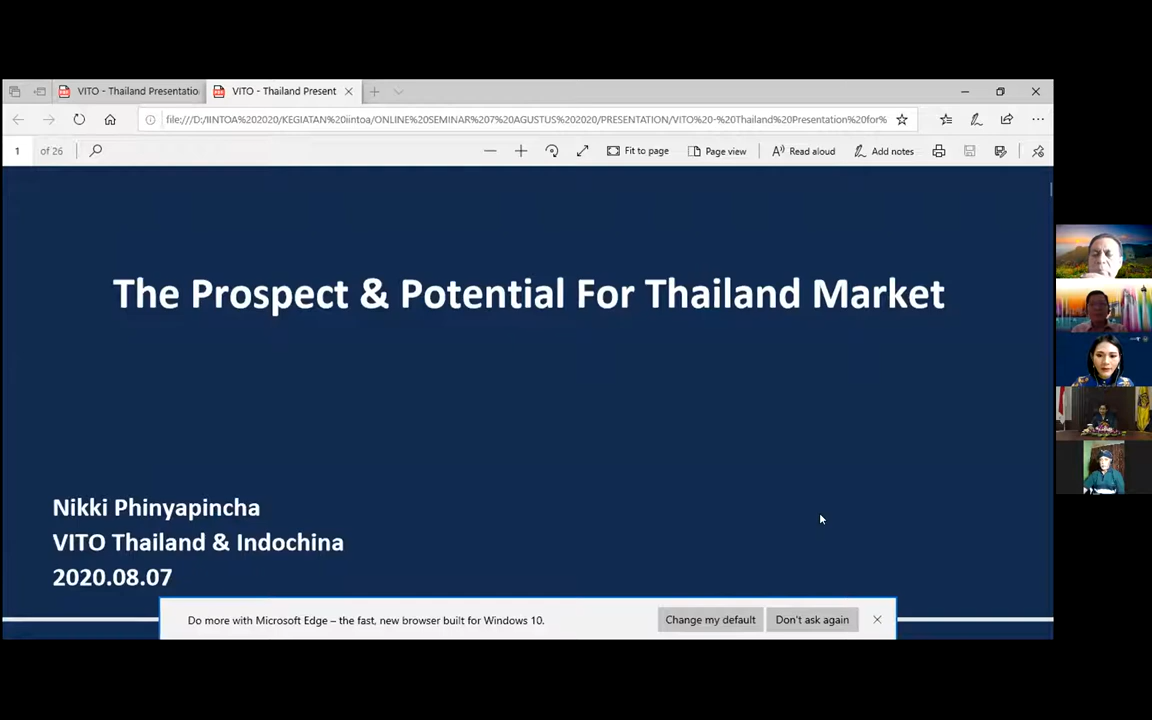 VITO - Thailand Presentatio
VITO - Thailand Present
file:///D:/IINTOA%202020/KEGIATAN%20iintoa/ONLINE%20SEMINAR%207%20AGUSTUS%202020/PRESENTATION/VITO%20-%20Thailand%20Presentation%20for%
1 of 26
Fit to page
Page view
Read aloud
Add notes
The Prospect & Potential For Thailand Market
Nikki Phinyapincha
VITO Thailand & Indochina
2020.08.07
Do more with Microsoft Edge – the fast, new browser built for Windows 10.
Change my default
Don't ask again